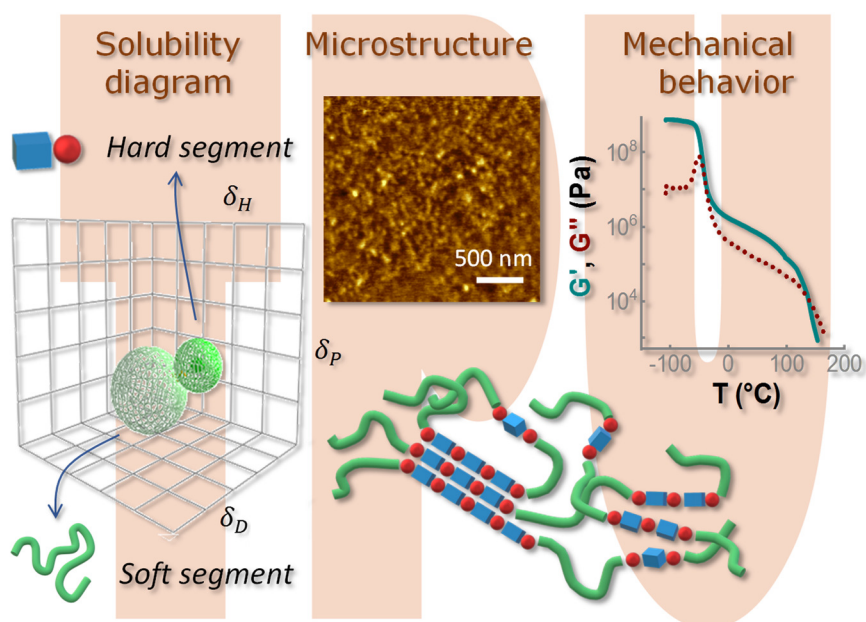 Solubility
diagram
Microstructure
Mechanical
behavior
Hard segment
δH
δP
δD
Soft segment
500 nm
G', G" (Pa)
10⁸
10⁶
10⁴
-100
0
100
200
T (°C)